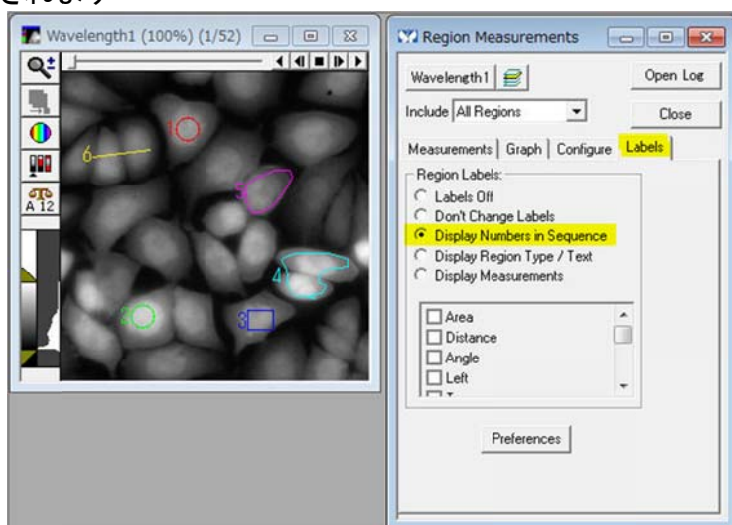 Wavelength1 (100%) (1/52)
A 12
1
6
5
4
2
3
Region Measurements
Wavelength1
Open Log
Include All Regions
Close
Measurements Graph Configure Labels
Region Labels:
Labels Off
Don't Change Labels
Display Numbers in Sequence
Display Region Type / Text
Display Measurements
Area
Distance
Angle
Left
Preferences